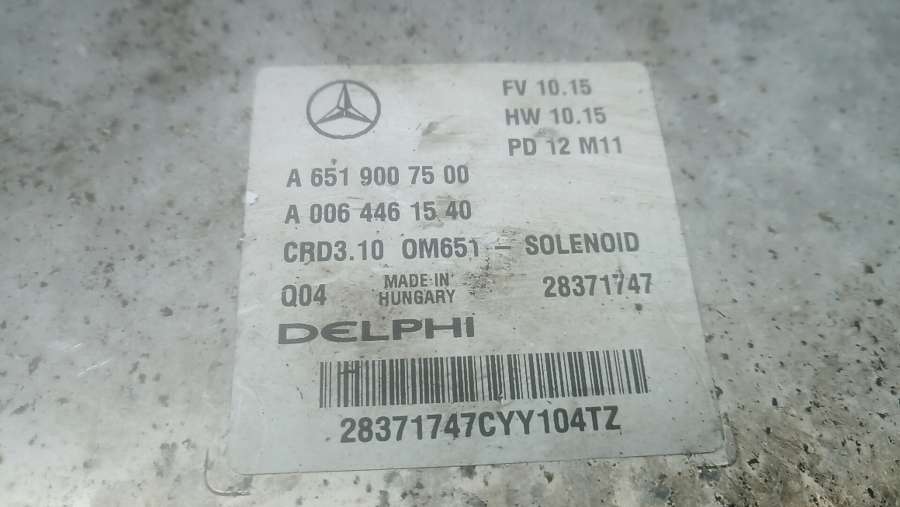 FV 10.15
HW 10.15
PD 12 M11
A 651 900 75 00
A 006 446 15 40
CRD3.10 OM651 - SOLENOID
Q04 MADE IN HUNGARY 28371747
DELPHI
28371747CYY104TZ